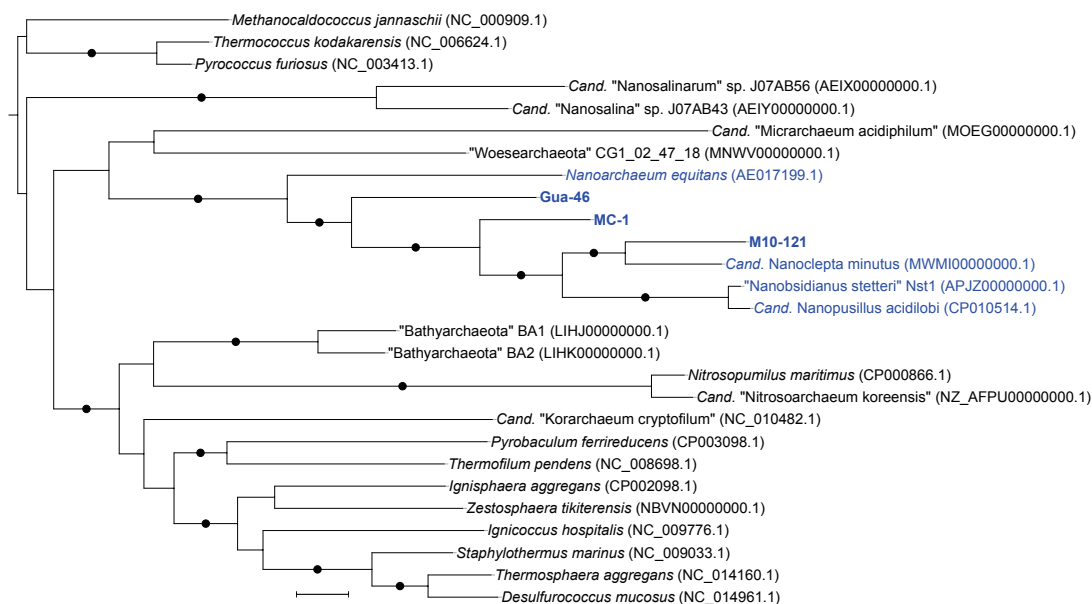 Methanocaldococcus jannaschii (NC_000909.1)
Thermococcus kodakarensis (NC_006624.1)
Pyrococcus furiosus (NC_003413.1)
Cand. "Nanosalinarum" sp. J07AB56 (AEIX00000000.1)
Cand. "Nanosalina" sp. J07AB43 (AEIY00000000.1)
Cand. "Micrarchaeum acidiphilum" (MOEG00000000.1)
"Woesearchaeota" CG1_02_47_18 (MNWV00000000.1)
Nanoarchaeum equitans (AE017199.1)
Gua-46
MC-1
M10-121
Cand. Nanoclepta minutus (MWMI00000000.1)
"Nanobsidianus stetteri" Nst1 (APJZ00000000.1)
Cand. Nanopusillus acidilobi (CP010514.1)
"Bathyarchaeota" BA1 (LIHJ00000000.1)
"Bathyarchaeota" BA2 (LIHK00000000.1)
Nitrosopumilus maritimus (CP000866.1)
Cand. "Nitrosoarchaeum koreensis" (NZ_AFPU00000000.1)
Cand. "Korarchaeum cryptofilum" (NC_010482.1)
Pyrobaculum ferrireducens (CP003098.1)
Thermofilum pendens (NC_008698.1)
Ignisphaera aggregans (CP002098.1)
Zestosphaera tikiterensis (NBVN00000000.1)
Ignicoccus hospitalis (NC_009776.1)
Staphylothermus marinus (NC_009033.1)
Thermosphaera aggregans (NC_014160.1)
Desulfurococcus mucosus (NC_014961.1)